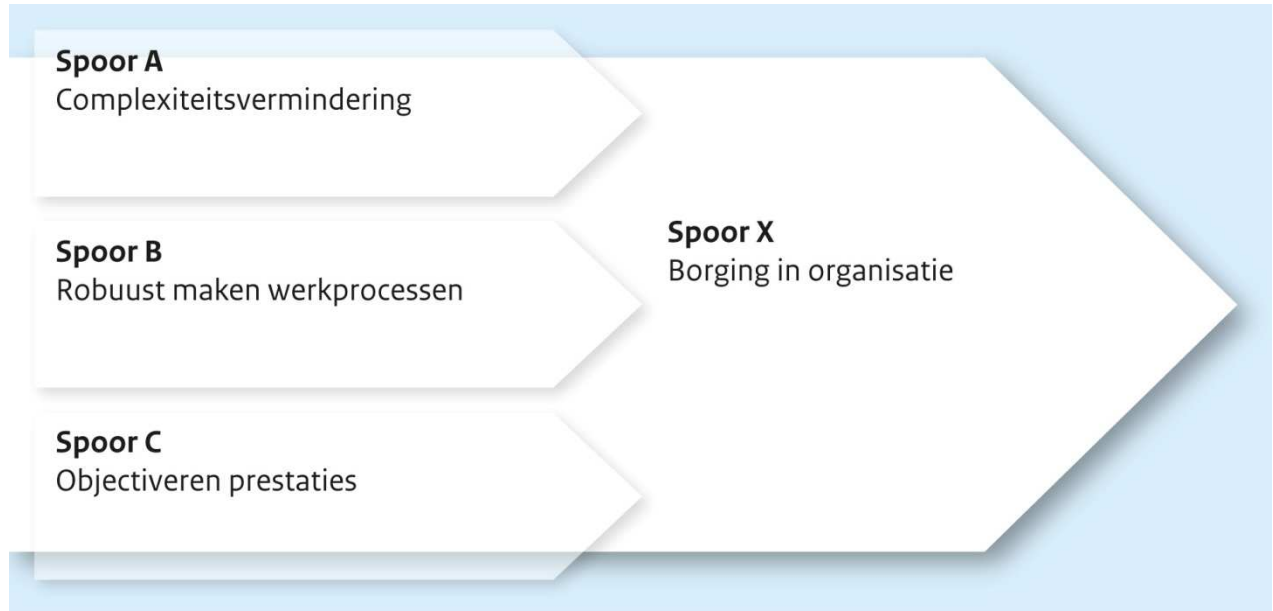 Spoor A
Complexiteitsvermindering
Spoor B
Robuust maken werkprocessen
Spoor C
Objectiveren prestaties
Spoor X
Borging in organisatie